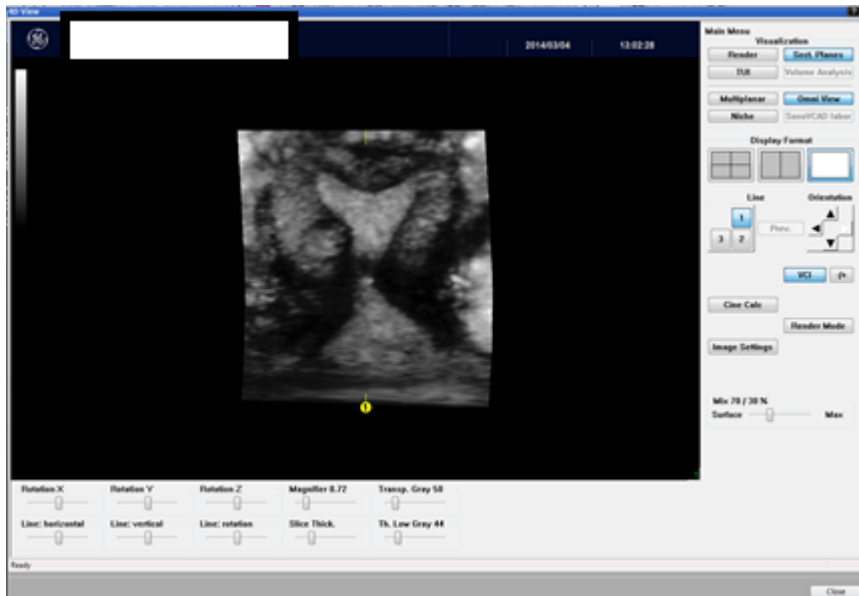 4D View
?
2014/03/04 13:02:28
Main Menu
Visualization
Render Sect. Planes
TUI Volume Analysis
Multiplanar Omni View
Niche
Display Format
Line Orientation
1 Prev.
3 2
VCI
Cine Calc
Render Mode
Image Settings
Mix 70 / 30 %
Surface Max
1
Rotation X Rotation Y Rotation Z Magnifier 0.72 Transp. Gray 50
Line: horizontal Line: vertical Line: rotation Slice Thick. Th. Low Gray 44
Ready
Close